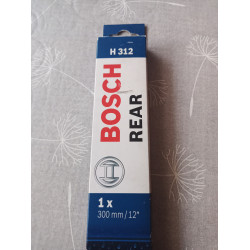 H 312
BOSCH
REAR
1 x
300 mm / 12"